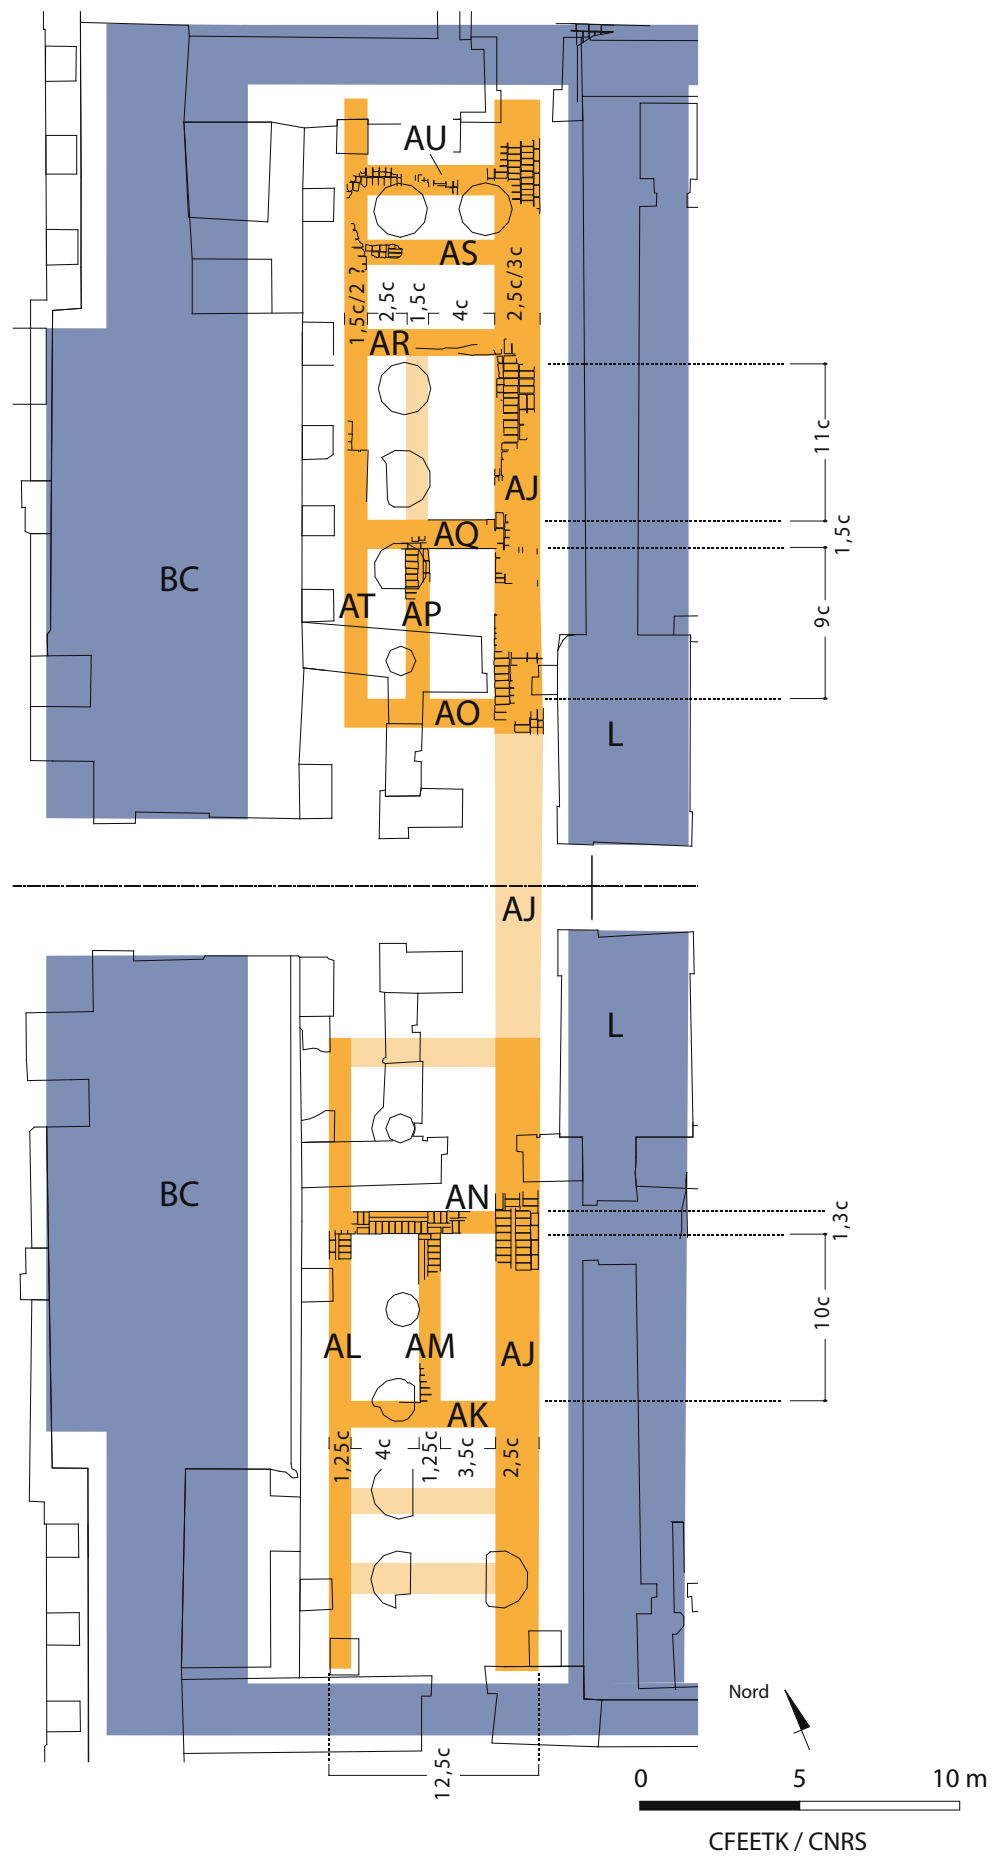 AU
AS
1,5c/2 ?
2,5c
1,5c
4c
2,5c/3c
AR
11c
AJ
AQ
1,5c
BC
AT
AP
9c
AO
L
AJ
L
BC
AN
1,3c
10c
AL
AM
AJ
AK
1,25c
4c
1,25c
3,5c
2,5c
Nord
12,5c
0 5 10 m
CFEETK / CNRS